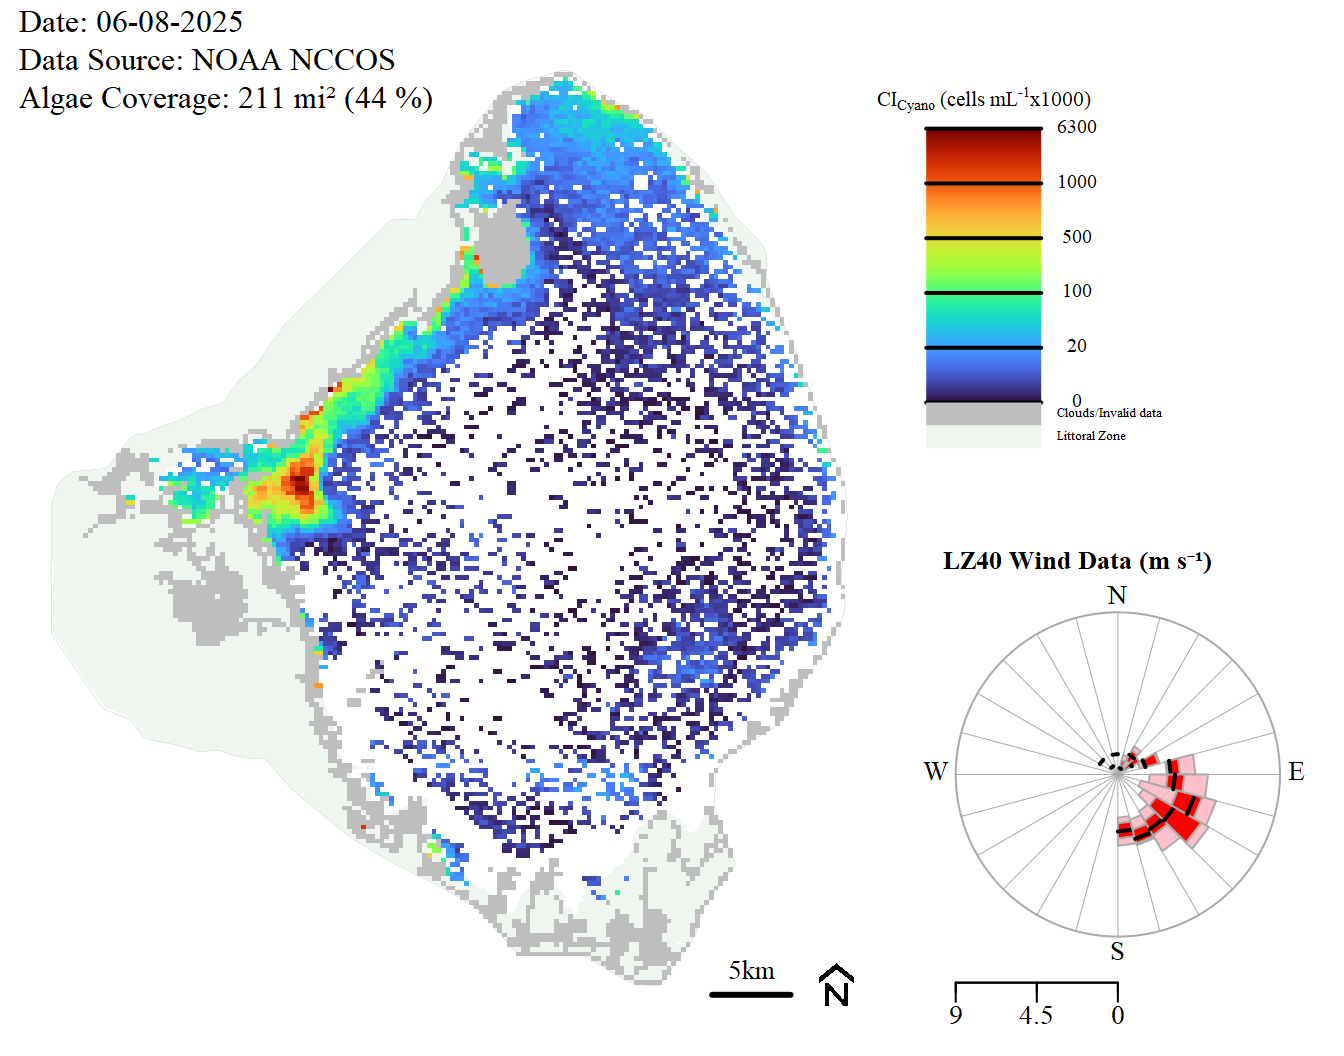 Date: 06-08-2025
Data Source: NOAA NCCOS
Algae Coverage: 211 mi² (44 %)
CICyano (cells mL⁻¹x1000)
6300
1000
500
100
20
0
Clouds/Invalid data
Littoral Zone
LZ40 Wind Data (m s⁻¹)
N
W
E
S
5km
N
9 4.5 0